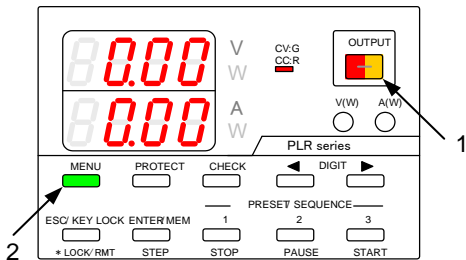 0.00 V W
CV:G
CC:R
OUTPUT
0.00 A W
V(W) A(W)
1
PLR series
MENU PROTECT CHECK ◀ DIGIT ▶
PRESET/ SEQUENCE
ESC/ KEY LOCK ENTER/MEM 1 2 3
2
* LOCK/ RMT STEP STOP PAUSE START